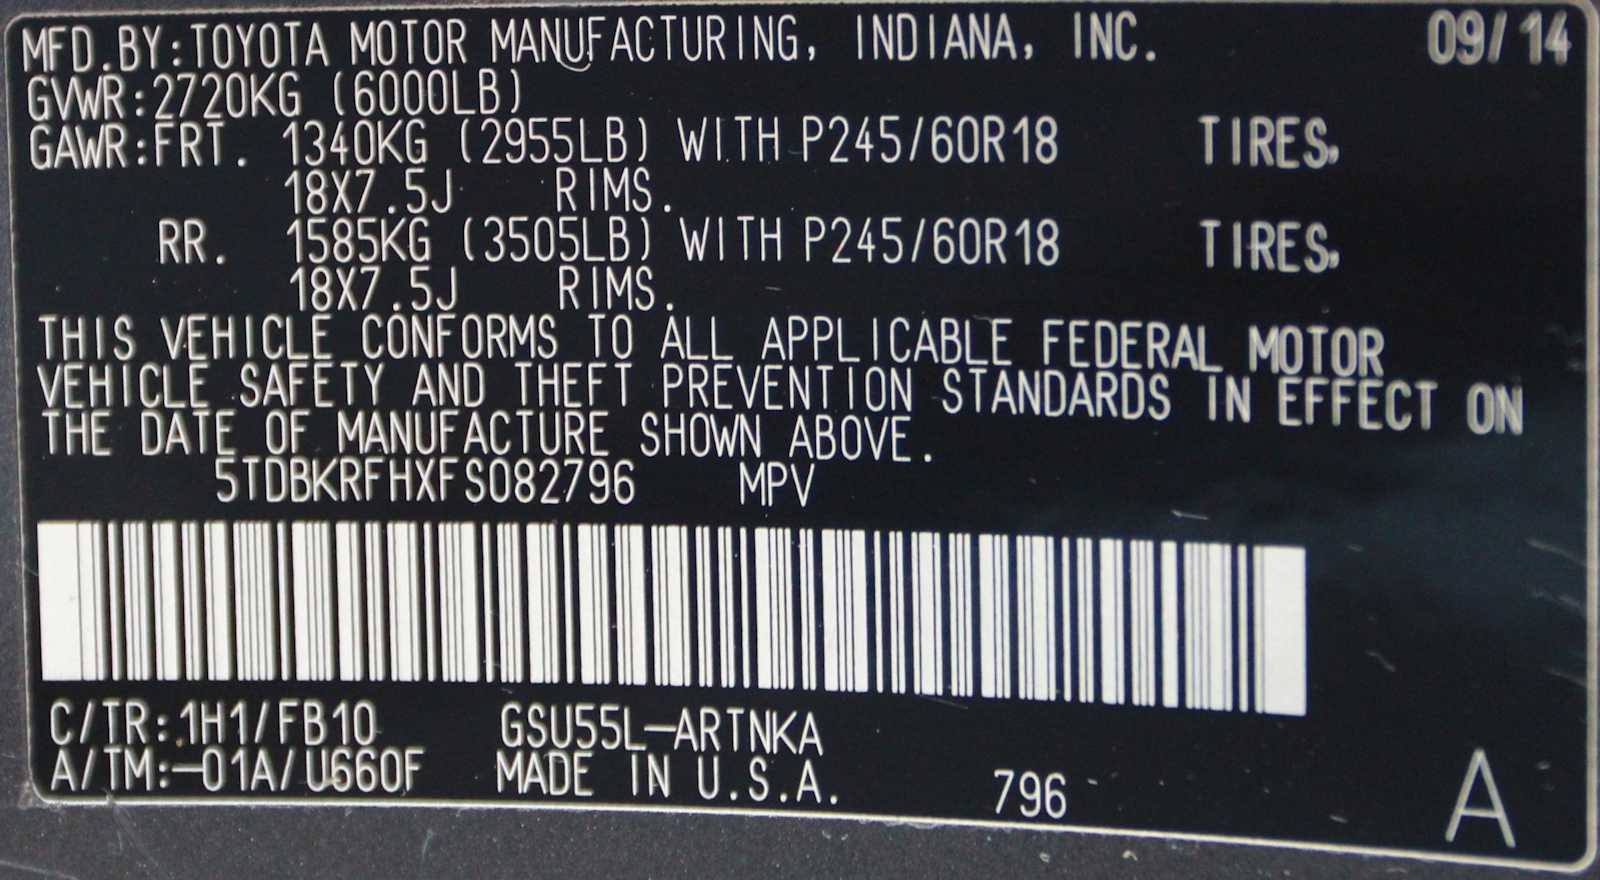 MFD.BY:TOYOTA MOTOR MANUFACTURING, INDIANA, INC. 09/14
GVWR:2720KG (6000LB)
GAWR:FRT. 1340KG (2955LB) WITH P245/60R18 TIRES,
18X7.5J RIMS.
RR. 1585KG (3505LB) WITH P245/60R18 TIRES,
18X7.5J RIMS.
THIS VEHICLE CONFORMS TO ALL APPLICABLE FEDERAL MOTOR
VEHICLE SAFETY AND THEFT PREVENTION STANDARDS IN EFFECT ON
THE DATE OF MANUFACTURE SHOWN ABOVE.
5TDBKRFHXFS082796 MPV
C/TR:1H1/FB10 GSU55L-ARTNKA
A/TM:-01A/U660F MADE IN U.S.A. 796 A